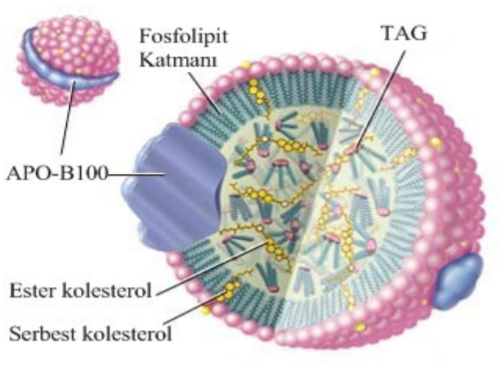 Fosfolipit
Katmanı
TAG
APO-B100
Ester kolesterol
Serbest kolesterol